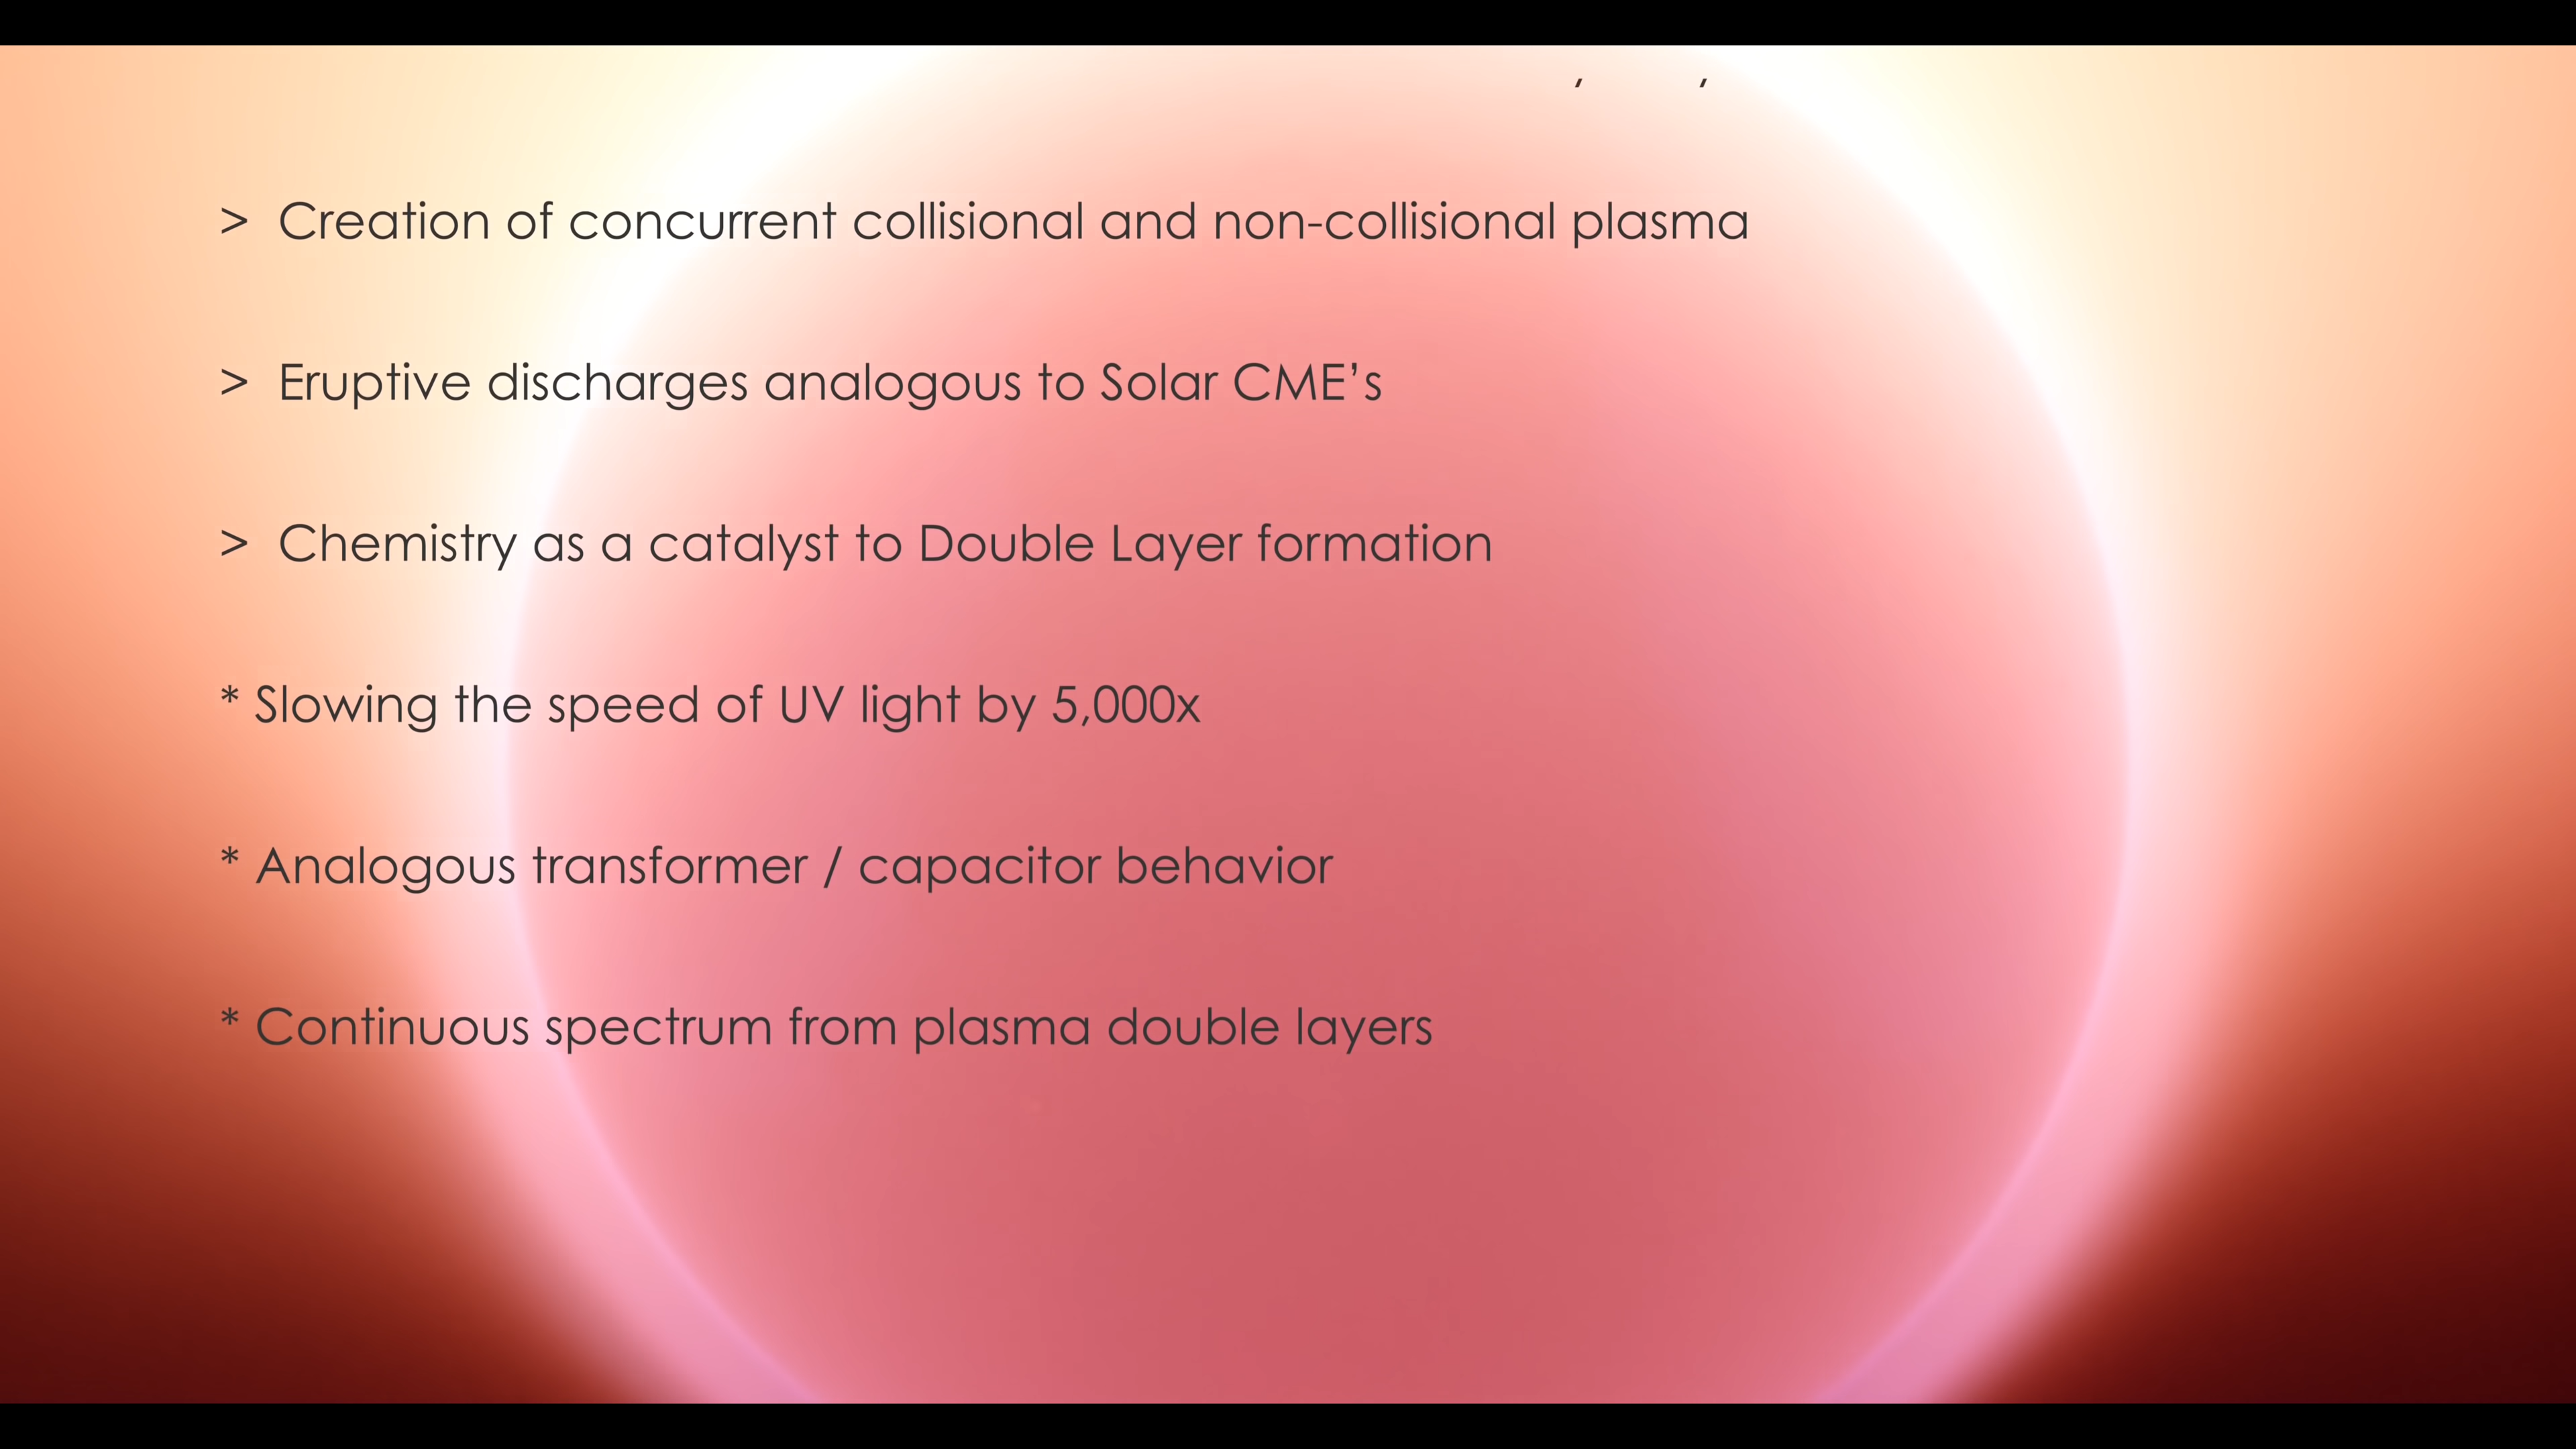 > Creation of concurrent collisional and non-collisional plasma
> Eruptive discharges analogous to Solar CME’s
> Chemistry as a catalyst to Double Layer formation
* Slowing the speed of UV light by 5,000x
* Analogous transformer / capacitor behavior
* Continuous spectrum from plasma double layers